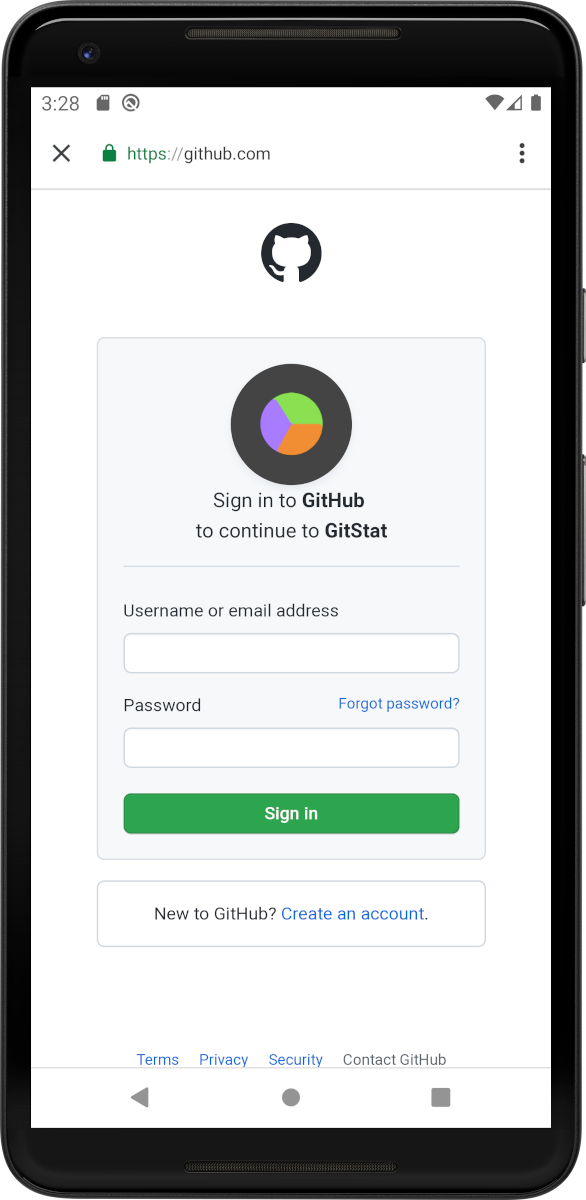 3:28
https://github.com
Sign in to GitHub
to continue to GitStat
Username or email address
Password
Forgot password?
Sign in
New to GitHub? Create an account.
Terms Privacy Security Contact GitHub